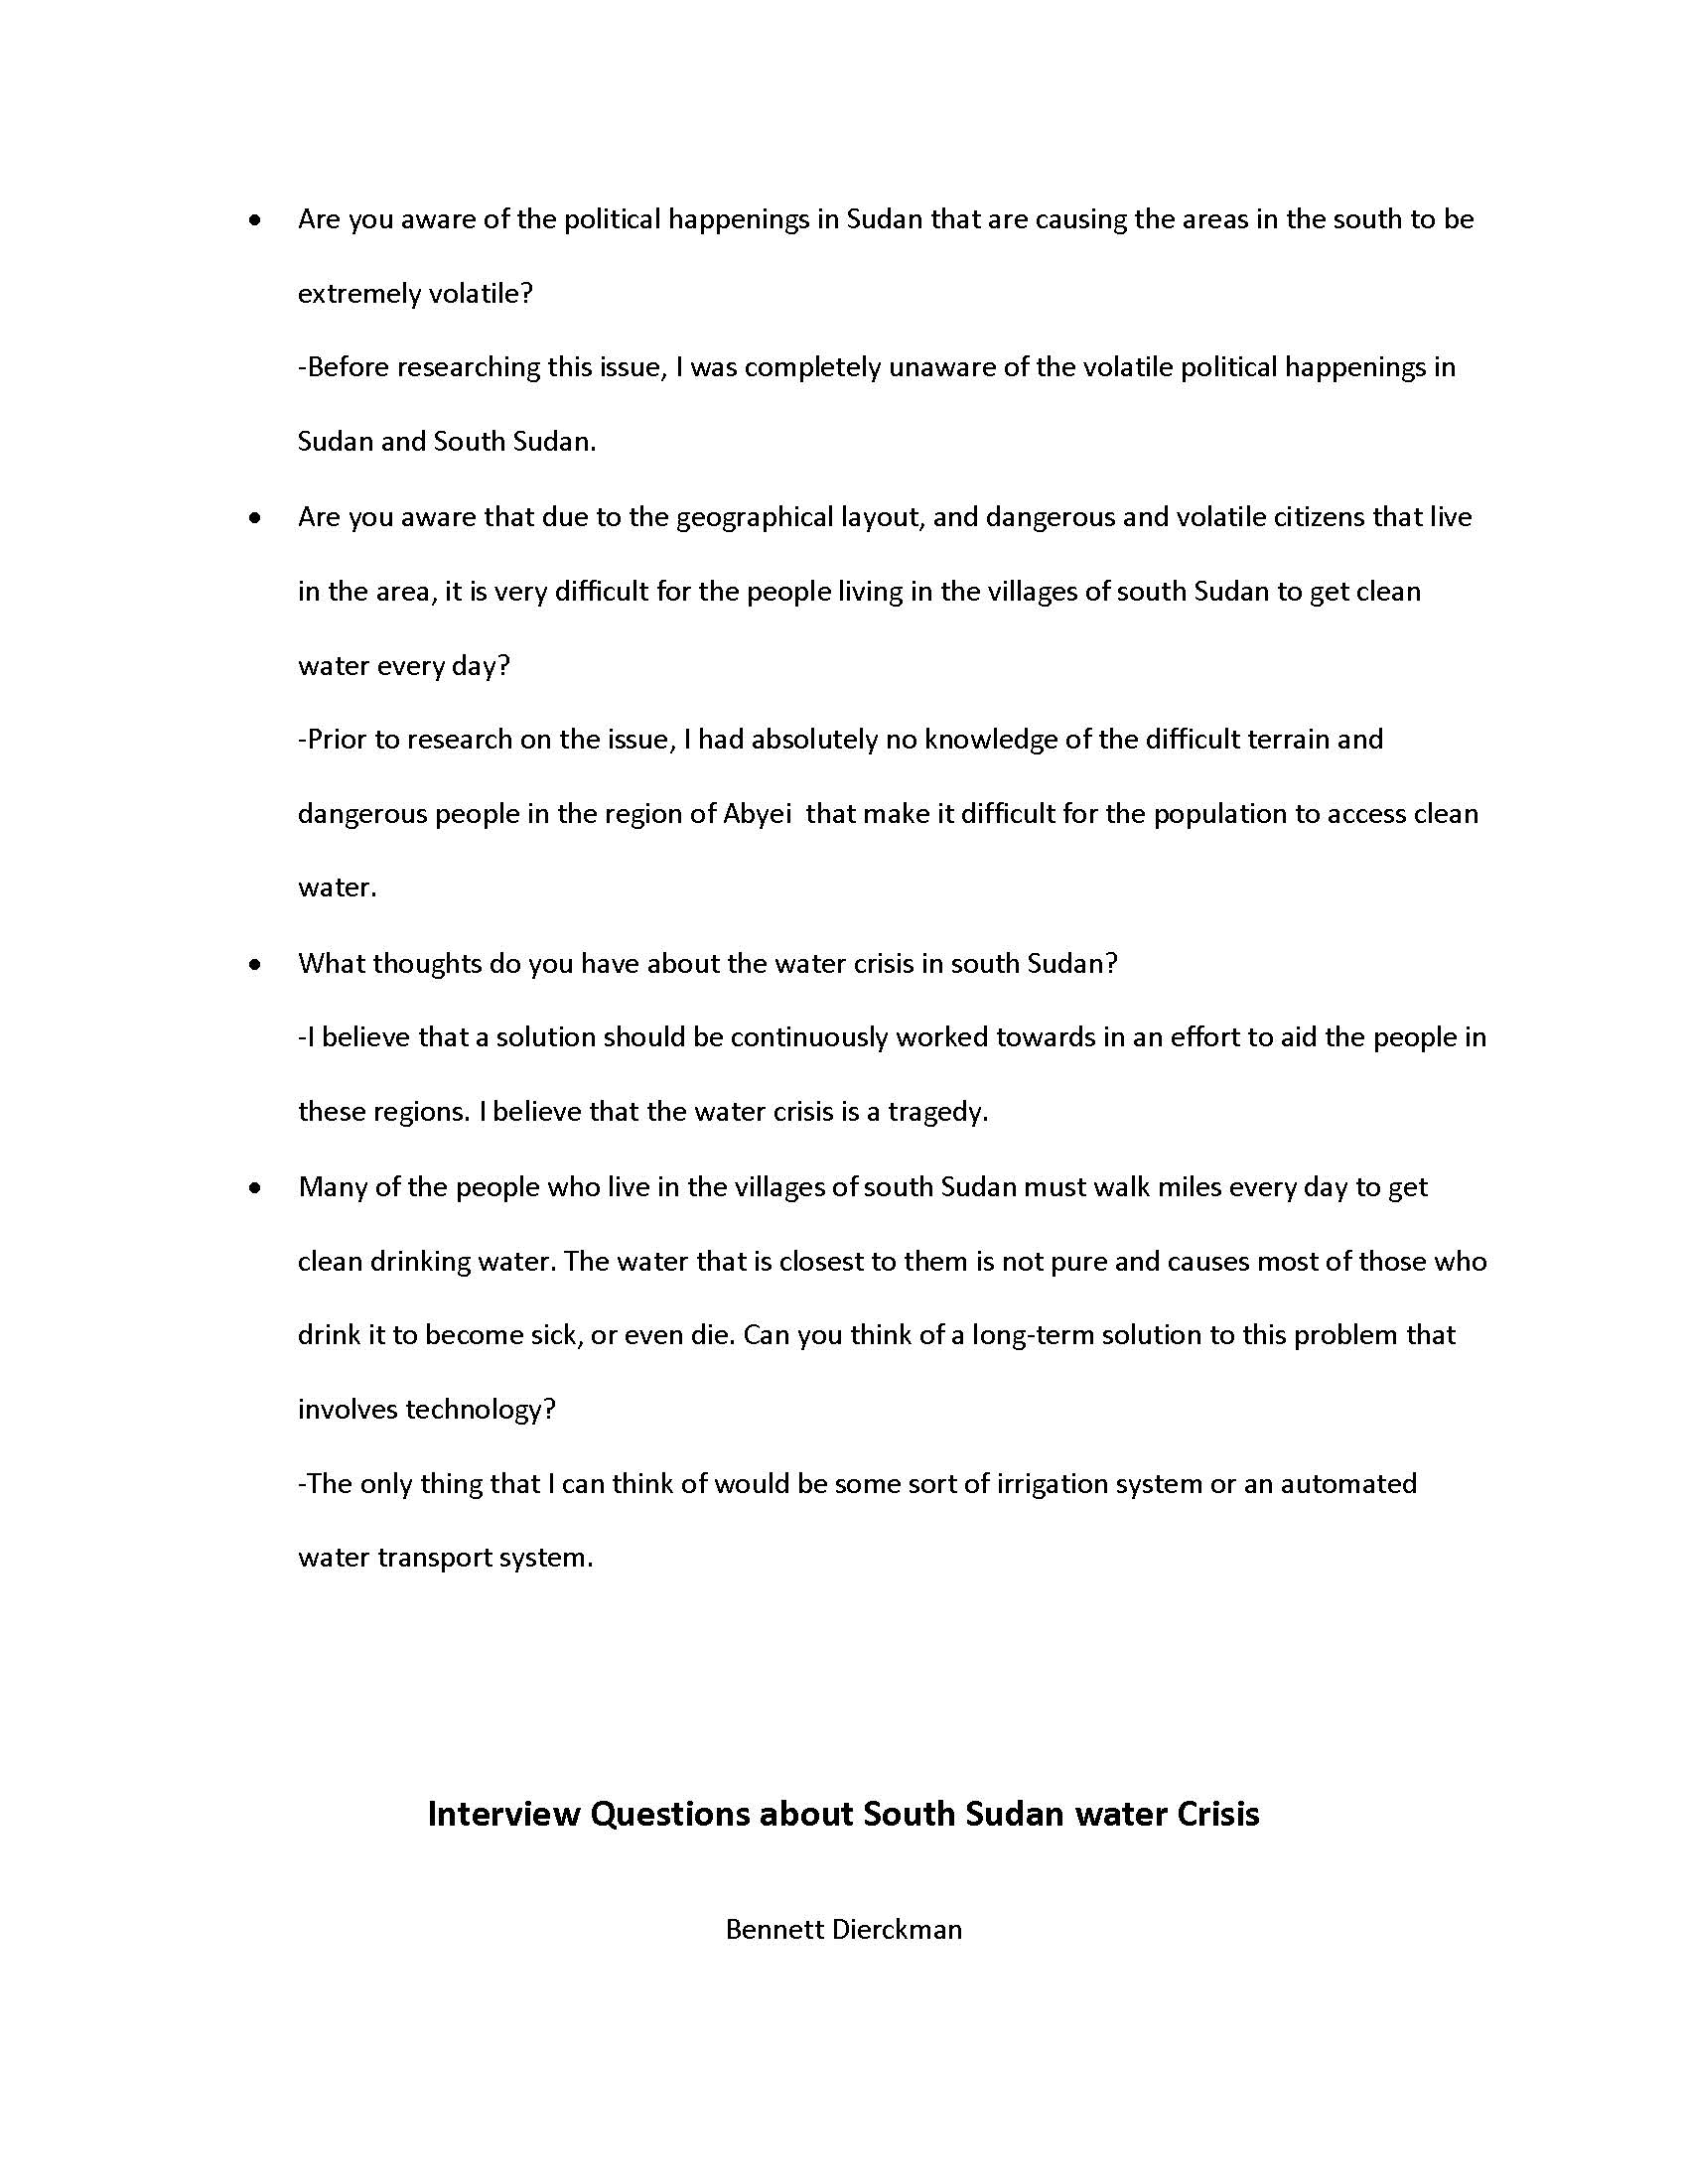 • Are you aware of the political happenings in Sudan that are causing the areas in the south to be
extremely volatile?
-Before researching this issue, I was completely unaware of the volatile political happenings in
Sudan and South Sudan.
• Are you aware that due to the geographical layout, and dangerous and volatile citizens that live
in the area, it is very difficult for the people living in the villages of south Sudan to get clean
water every day?
-Prior to research on the issue, I had absolutely no knowledge of the difficult terrain and
dangerous people in the region of Abyei  that make it difficult for the population to access clean
water.
• What thoughts do you have about the water crisis in south Sudan?
-I believe that a solution should be continuously worked towards in an effort to aid the people in
these regions. I believe that the water crisis is a tragedy.
• Many of the people who live in the villages of south Sudan must walk miles every day to get
clean drinking water. The water that is closest to them is not pure and causes most of those who
drink it to become sick, or even die. Can you think of a long-term solution to this problem that
involves technology?
-The only thing that I can think of would be some sort of irrigation system or an automated
water transport system.
Interview Questions about South Sudan water Crisis
Bennett Dierckman